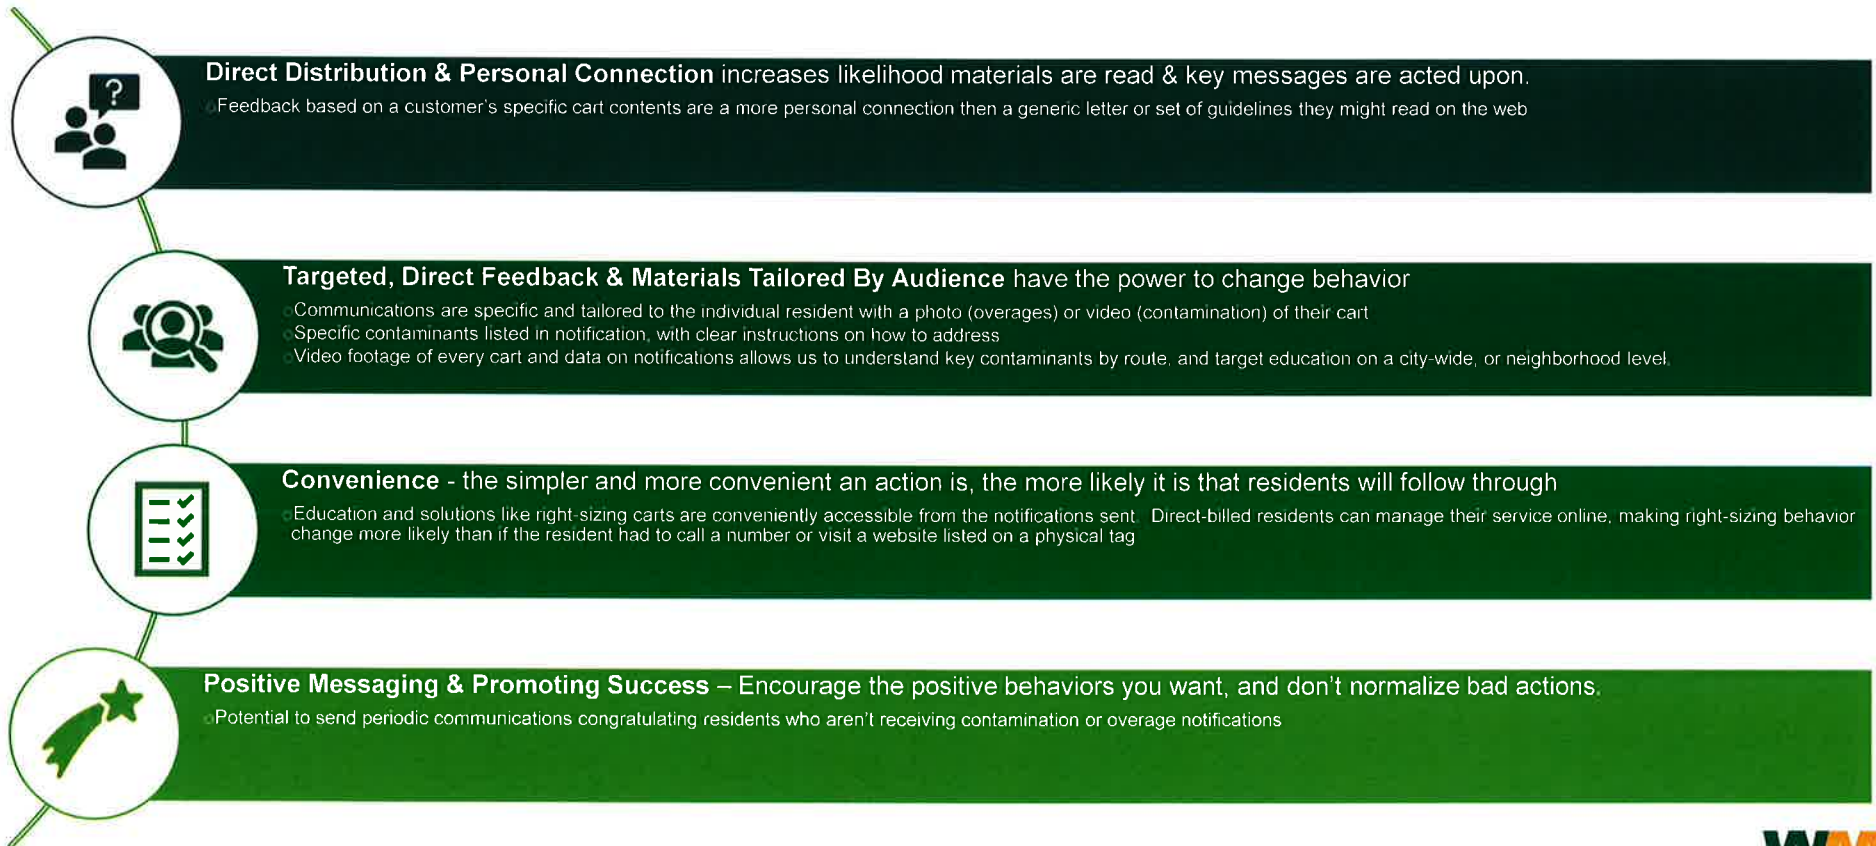 ?
Direct Distribution & Personal Connection increases likelihood materials are read & key messages are acted upon.
Feedback based on a customer's specific cart contents are a more personal connection then a generic letter or set of guidelines they might read on the web
Targeted, Direct Feedback & Materials Tailored By Audience have the power to change behavior
Communications are specific and tailored to the individual resident with a photo (overages) or video (contamination) of their cart
Specific contaminants listed in notification, with clear instructions on how to address
Video footage of every cart and data on notifications allows us to understand key contaminants by route, and target education on a city-wide, or neighborhood level.
Convenience - the simpler and more convenient an action is, the more likely it is that residents will follow through
Education and solutions like right-sizing carts are conveniently accessible from the notifications sent. Direct-billed residents can manage their service online, making right-sizing behavior
change more likely than if the resident had to call a number or visit a website listed on a physical tag
Positive Messaging & Promoting Success – Encourage the positive behaviors you want, and don't normalize bad actions.
Potential to send periodic communications congratulating residents who aren't receiving contamination or overage notifications
WM